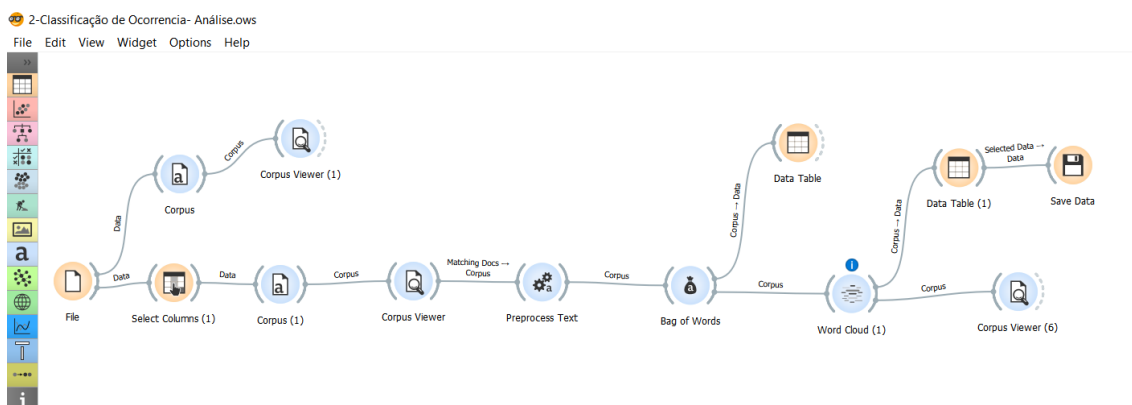 2-Classificação de Ocorrencia- Análise.ows
File Edit View Widget Options Help
Corpus
Corpus Viewer (1)
Corpus
Data
Data
File
Select Columns (1)
Data
Corpus (1)
Corpus
Corpus Viewer
Matching Docs →
Corpus
Preprocess Text
Corpus
Bag of Words
Corpus → Data
Data Table
Corpus
Word Cloud (1)
Corpus → Data
Data Table (1)
Selected Data →
Data
Save Data
Corpus
Corpus Viewer (6)